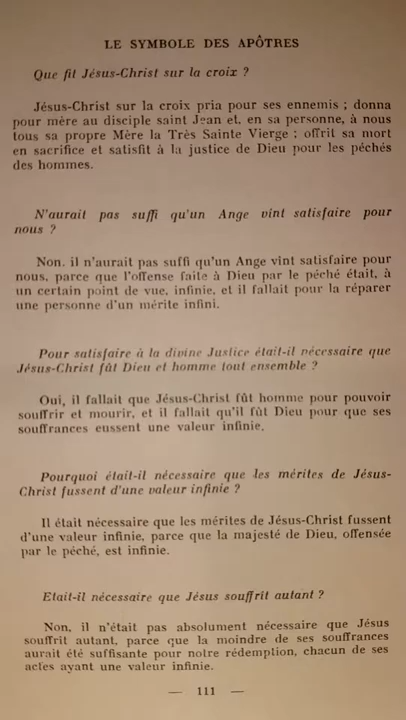 LE SYMBOLE DES APÔTRES
Que fit Jésus-Christ sur la croix ?
Jésus-Christ sur la croix pria pour ses ennemis ; donna
pour mère au disciple saint Jean et, en sa personne, à nous
tous sa propre Mère la Très Sainte Vierge ; offrit sa mort
en sacrifice et satisfit à la justice de Dieu pour les péchés
des hommes.
N'aurait pas suffi qu'un Ange vînt satisfaire pour
nous ?
Non. il n'aurait pas suffi qu'un Ange vînt satisfaire pour
nous, parce que l'offense faite à Dieu par le péché était, à
un certain point de vue, infinie, et il fallait pour la réparer
une personne d'un mérite infini.
Pour satisfaire à la divine Justice était-il nécessaire que
Jésus-Christ fût Dieu et homme tout ensemble ?
Oui, il fallait que Jésus-Christ fût homme pour pouvoir
souffrir et mourir, et il fallait qu'il fût Dieu pour que ses
souffrances eussent une valeur infinie.
Pourquoi était-il nécessaire que les mérites de Jésus-
Christ fussent d'une valeur infinie ?
Il était nécessaire que les mérites de Jésus-Christ fussent
d'une valeur infinie, parce que la majesté de Dieu, offensée
par le péché, est infinie.
Etait-il nécessaire que Jésus souffrît autant ?
Non, il n'était pas absolument nécessaire que Jésus
souffrît autant, parce que la moindre de ses souffrances
aurait été suffisante pour notre rédemption, chacun de ses
actes ayant une valeur infinie.
— 111 —